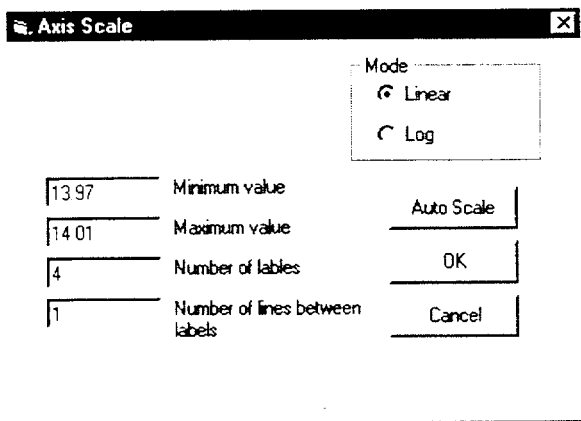 Axis Scale
Mode
Linear
Log
13.97 Minimum value
14.01 Maximum value
4 Number of lables
1 Number of lines between
labels
Auto Scale
OK
Cancel